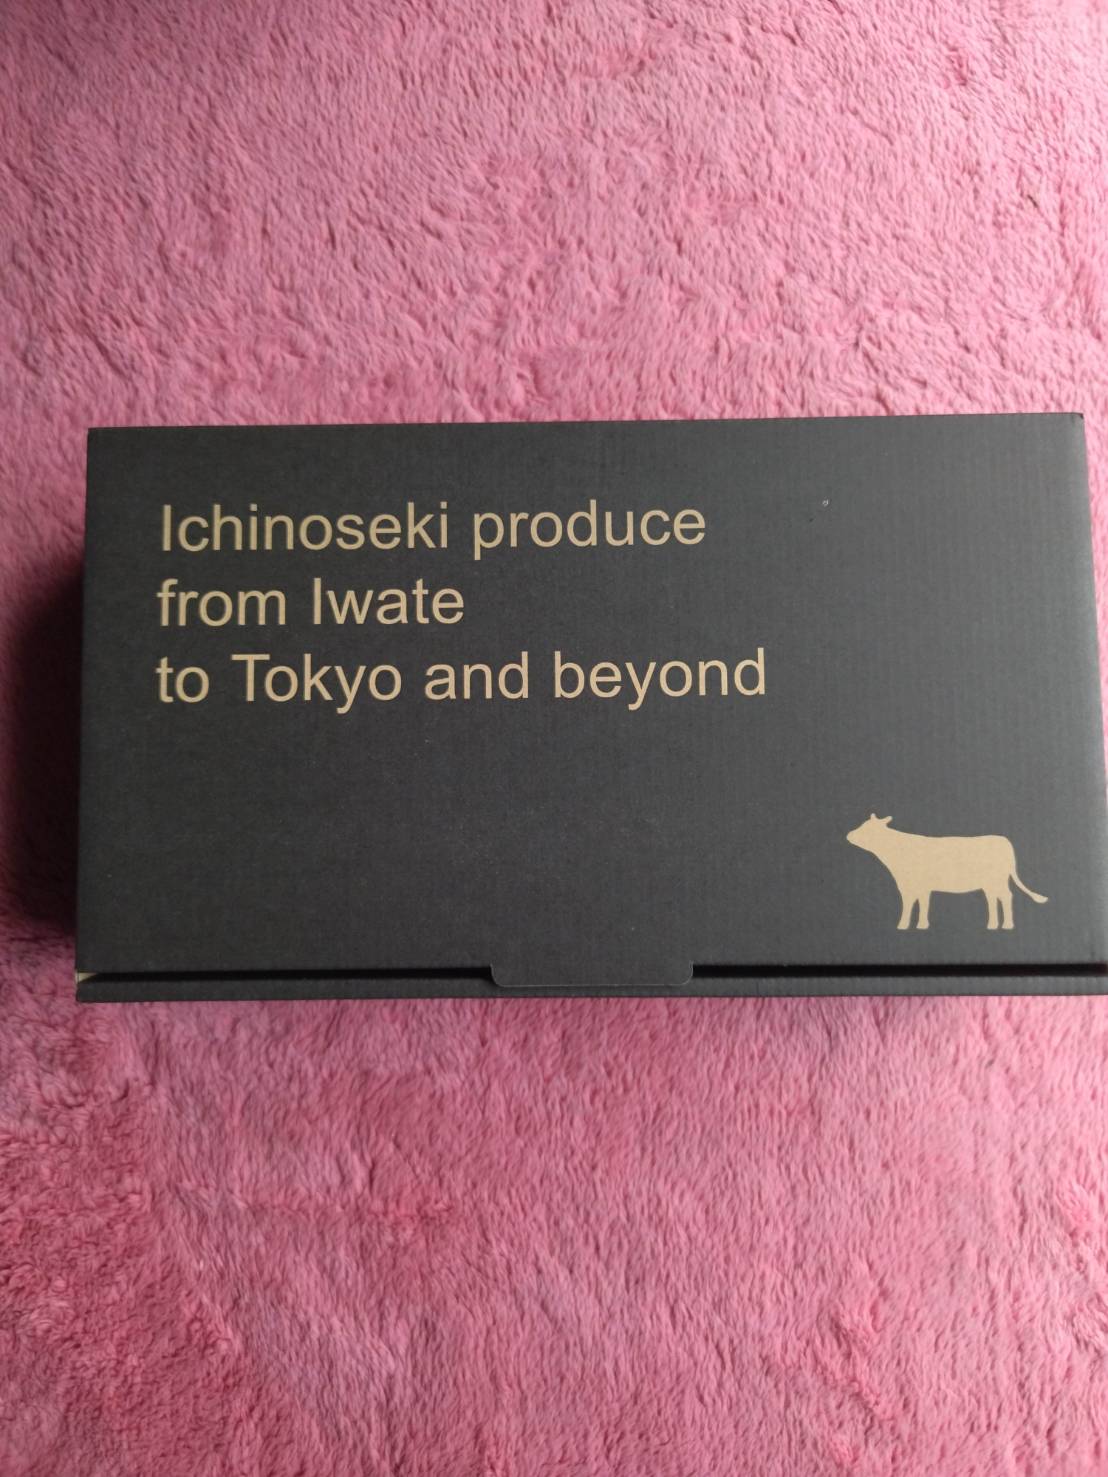 Ichinoseki produce
from Iwate
to Tokyo and beyond